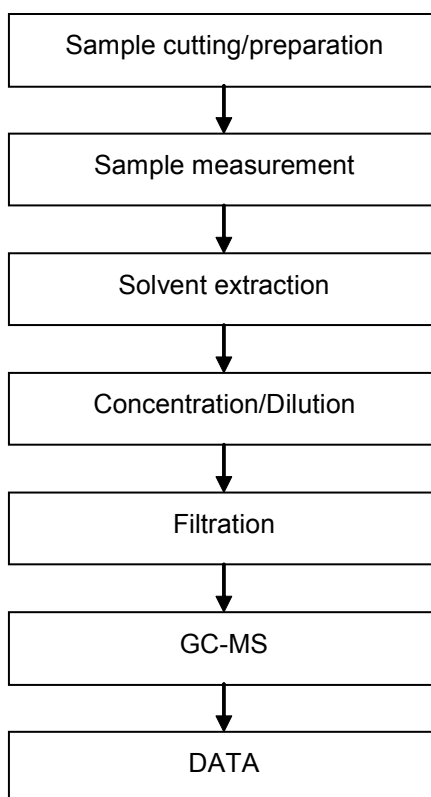 Sample cutting/preparation
Sample measurement
Solvent extraction
Concentration/Dilution
Filtration
GC-MS
DATA